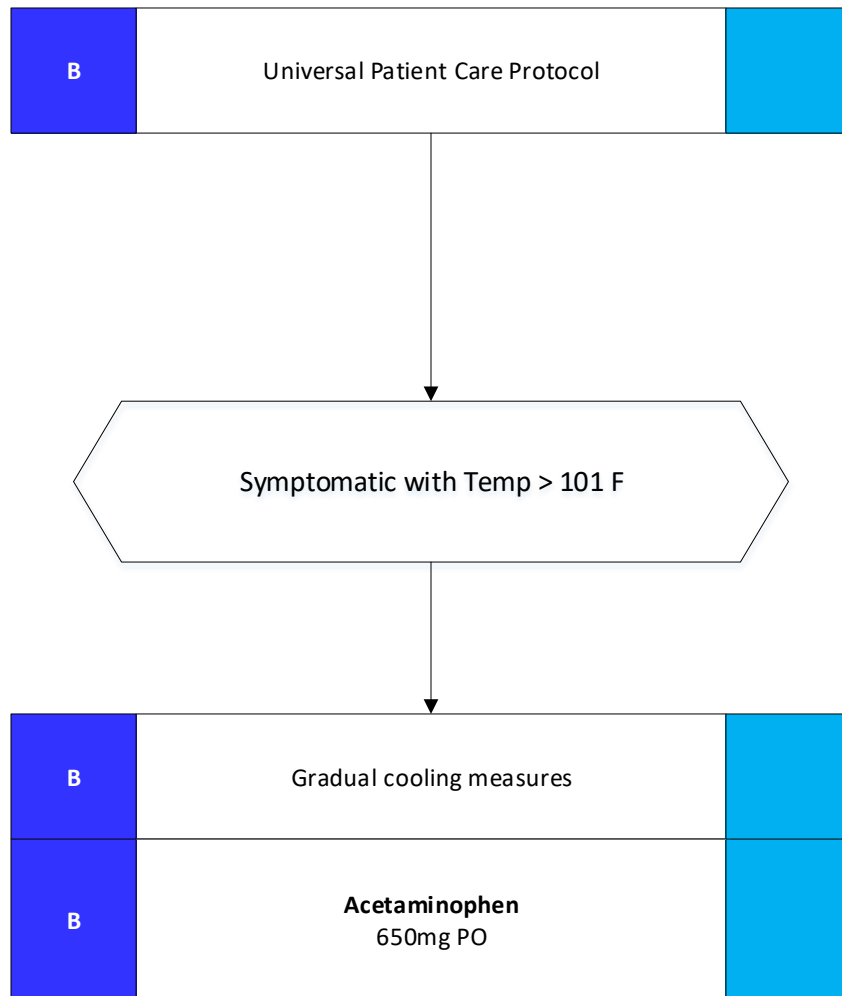 B
Universal Patient Care Protocol
Symptomatic with Temp > 101 F
B
Gradual cooling measures
B
Acetaminophen
650mg PO